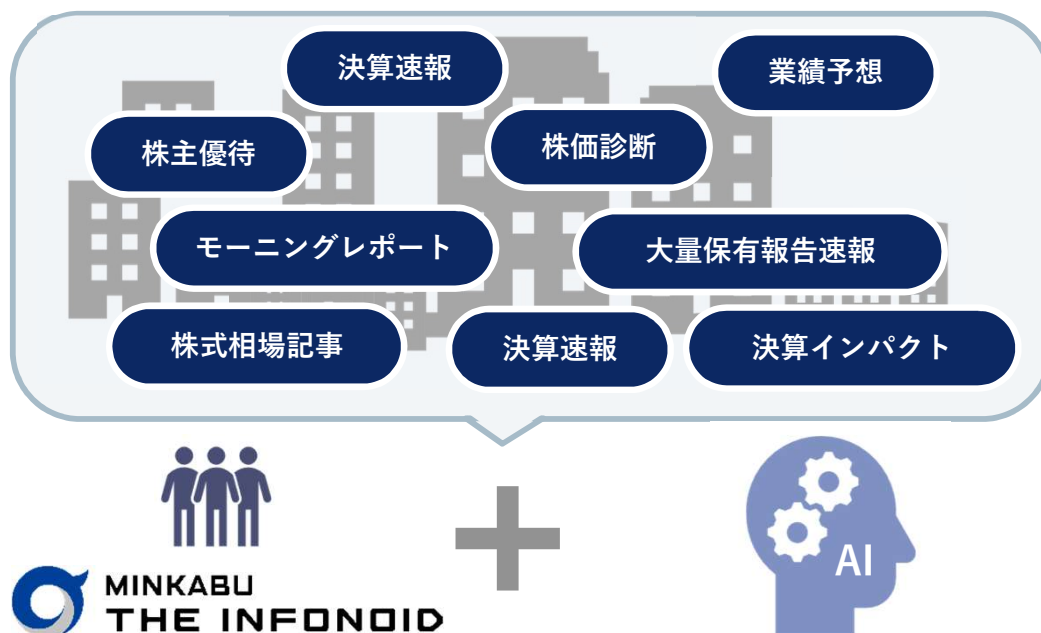 決算速報
業績予想
株主優待
株価診断
モーニングレポート
大量保有報告速報
株式相場記事
決算速報
決算インパクト
AI
MINKABU
THE INFONOID